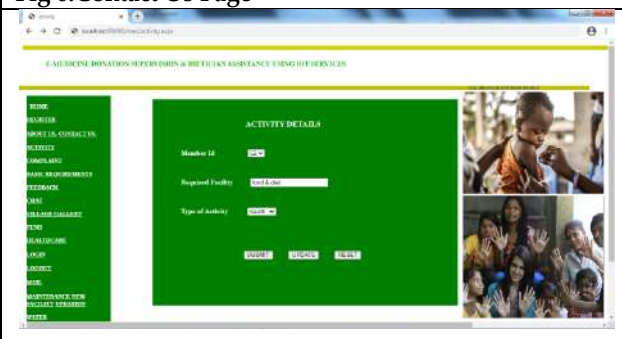 Fig 6: Contact Us Page
E-MEDICINE DONATION SUPERVISION & DIETICIAN ASSISTANCE USING IOT SERVICES
HOME
REGISTER
ABOUT US, CONTACT US,
ACTIVITY
COMPLAINT
BASIC REQUIREMENTS
FEEDBACK
CHAT
VILLAGE GALLERY
HEALTHCARE
LOGIN
LOGOUT
MAIL
MAINTENANCE NEW
FACILITY UPDATION
WATER
ACTIVITY DETAILS
Member Id
Required Facility
food & diet
Type of Activity
SUBMIT UPDATE RESET